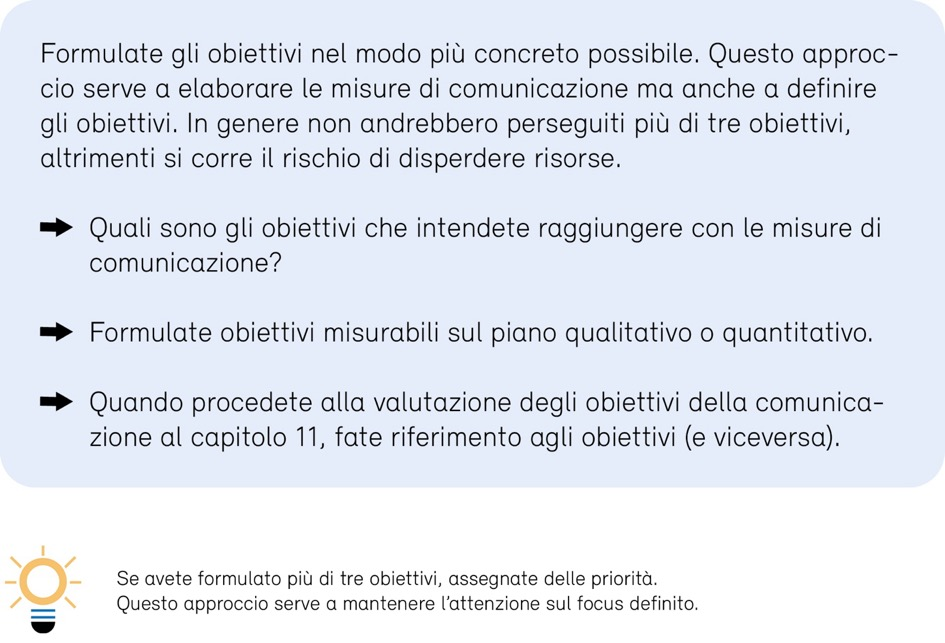 Formulate gli obiettivi nel modo più concreto possibile. Questo approc-
cio serve a elaborare le misure di comunicazione ma anche a definire
gli obiettivi. In genere non andrebbero perseguiti più di tre obiettivi,
altrimenti si corre il rischio di disperdere risorse.
Quali sono gli obiettivi che intendete raggiungere con le misure di
comunicazione?
Formulate obiettivi misurabili sul piano qualitativo o quantitativo.
Quando procedete alla valutazione degli obiettivi della comunica-
zione al capitolo 11, fate riferimento agli obiettivi (e viceversa).
Se avete formulato più di tre obiettivi, assegnate delle priorità.
Questo approccio serve a mantenere l'attenzione sul focus definito.